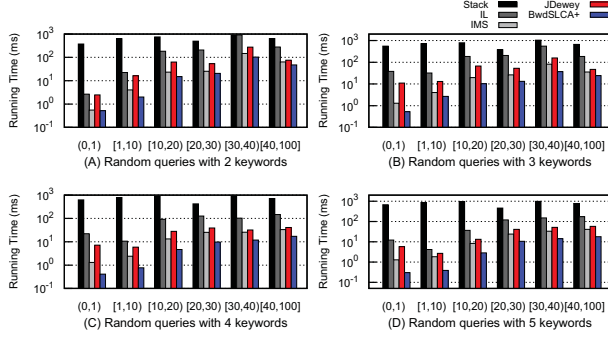 Stack
IL
IMS
JDewey
BwdSLCA+
Running Time (ms)
10^3
10^2
10^1
10^0
10^-1
(0,1) [1,10) [10,20) [20,30) [30,40) [40,100]
(A) Random queries with 2 keywords
Running Time (ms)
10^3
10^2
10^1
10^0
10^-1
(0,1) [1,10) [10,20) [20,30) [30,40) [40,100]
(B) Random queries with 3 keywords
Running Time (ms)
10^3
10^2
10^1
10^0
10^-1
(0,1) [1,10) [10,20) [20,30) [30,40) [40,100]
(C) Random queries with 4 keywords
Running Time (ms)
10^3
10^2
10^1
10^0
10^-1
(0,1) [1,10) [10,20) [20,30) [30,40) [40,100]
(D) Random queries with 5 keywords